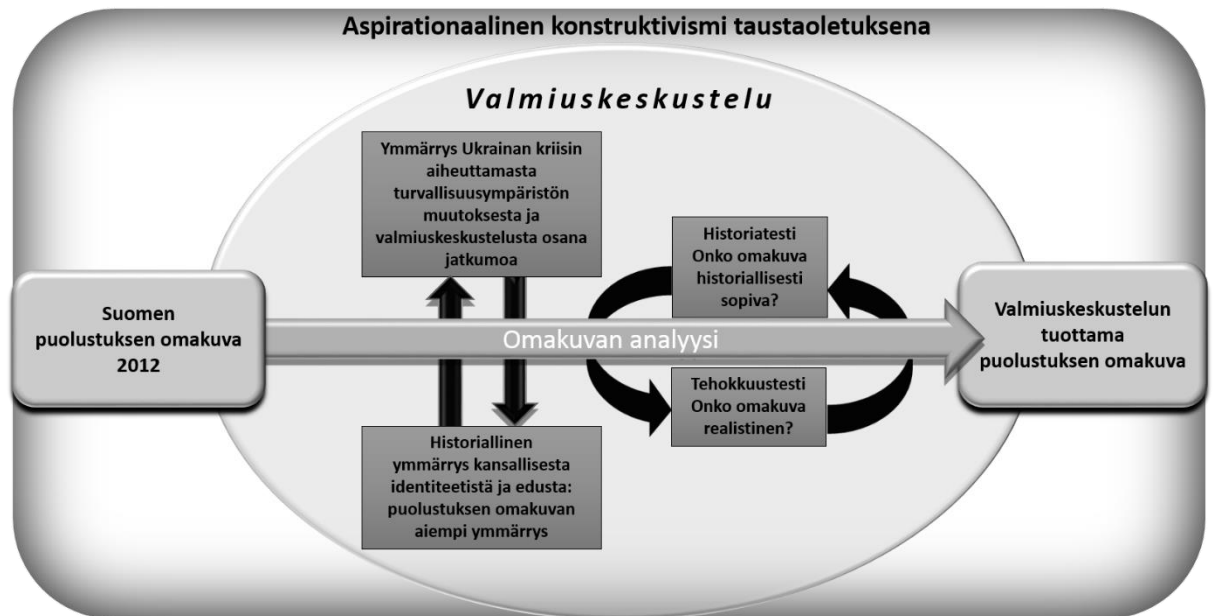 Aspirationaalinen konstruktivismi taustaoletuksena
Valmiuskeskustelu
Ymmärrys Ukrainan kriisin
aiheuttamasta
turvallisuusympäristön
muutoksesta ja
valmiuskeskustelusta osana
jatkumoa
Historiatesti
Onko omakuva
historiallisesti
sopiva?
Suomen
puolustuksen omakuva
2012
Omakuvan analyysi
Valmiuskeskustelun
tuottama
puolustuksen omakuva
Tehokkuustesti
Onko omakuva
realistinen?
Historiallinen
ymmärrys kansallisesta
identiteetistä ja edusta:
puolustuksen omakuvan
aiempi ymmärrys